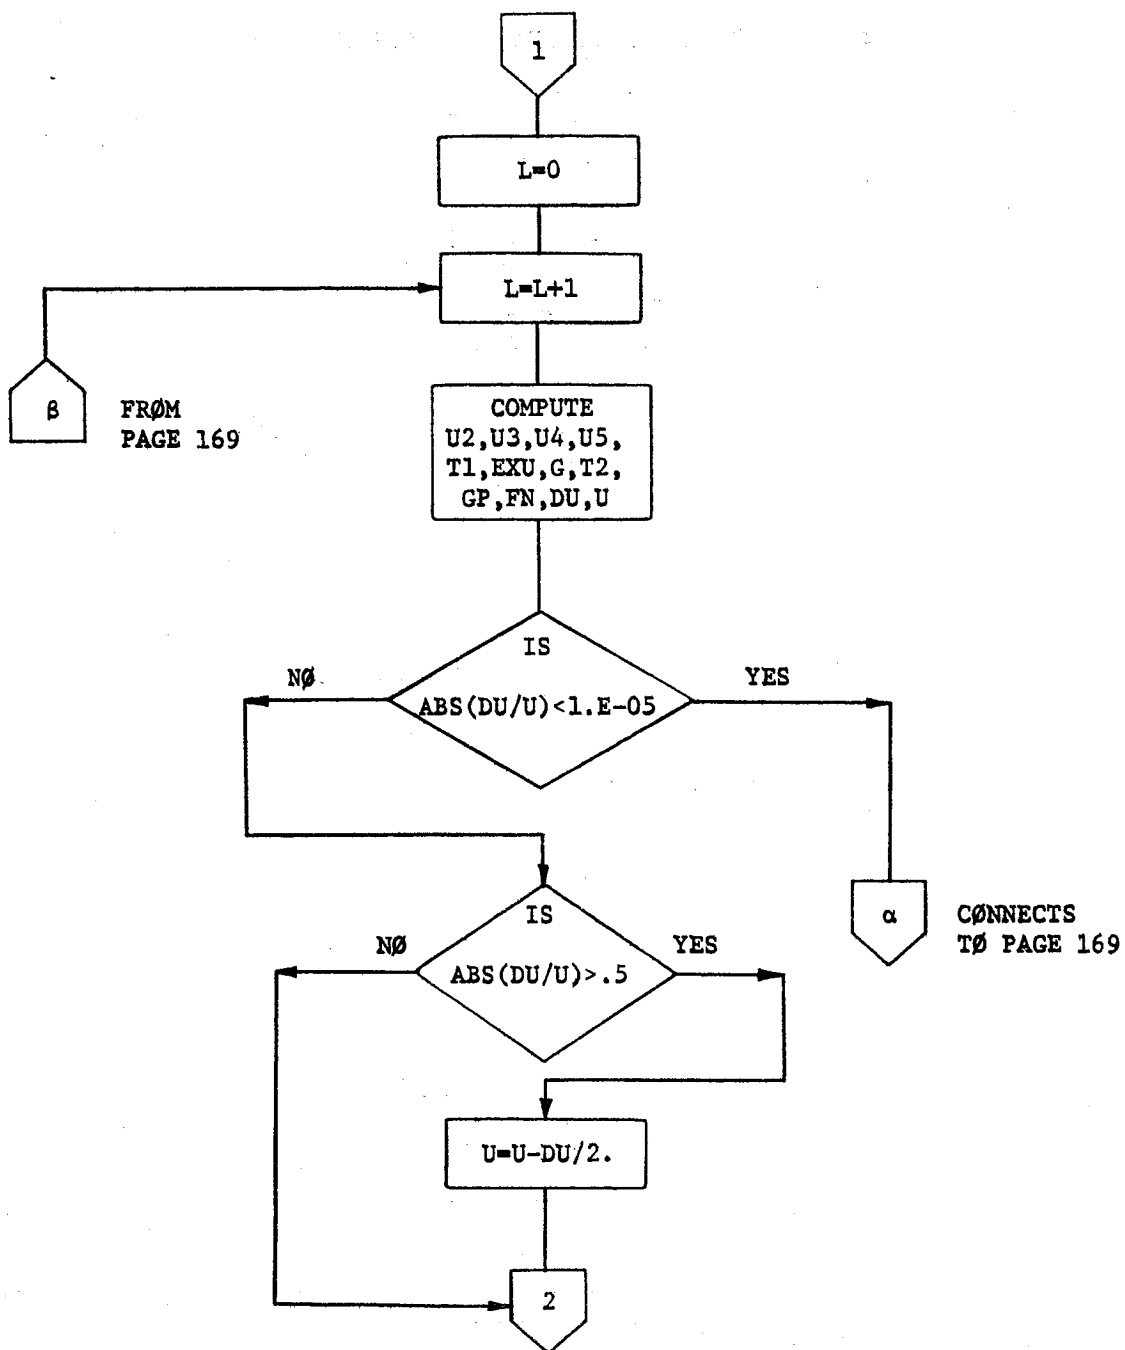 1
L=0
L=L+1
β
FRØM
PAGE 169
COMPUTE
U2,U3,U4,U5,
T1,EXU,G,T2,
GP,FN,DU,U
IS
ABS(DU/U)<1.E-05
NØ
YES
α
CØNNECTS
TØ PAGE 169
IS
ABS(DU/U)>.5
NØ
YES
U=U-DU/2.
2